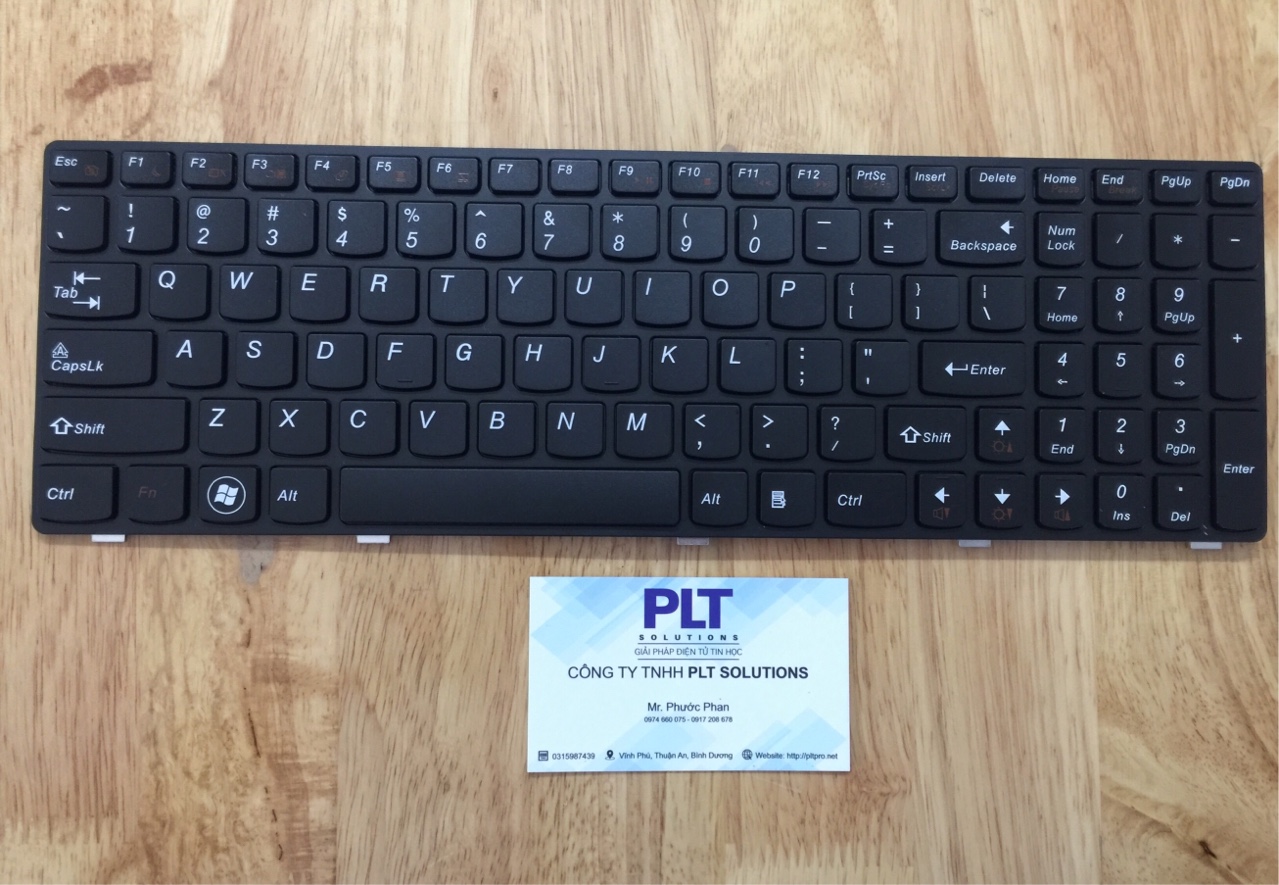 Esc F1 F2 F3 F4 F5 F6 F7 F8 F9 F10 F11 F12 PrtSc Insert Delete Home End PgUp PgDn
~ ! @ # $ % ^ & * ( ) — +
` 1 2 3 4 5 6 7 8 9 0 - = Backspace Num Lock / * -
Tab Q W E R T Y U I O P { [ } ] ¦ \ 7 Home 8 9 PgUp +
A CapsLk A S D F G H J K L : ; " ' Enter 4 5 6
Shift Z X C V B N M < , > . ? / Shift 1 End 2 3 PgDn Enter
Ctrl Fn Alt Alt Ctrl 0 Ins . Del
PLT
SOLUTIONS
GIẢI PHÁP ĐIỆN TỬ TIN HỌC
CÔNG TY TNHH PLT SOLUTIONS
Mr. Phước Phan
0974 660 075 - 0917 208 678
0315987439 Vĩnh Phú, Thuận An, Bình Dương Website: http://pltpro.net